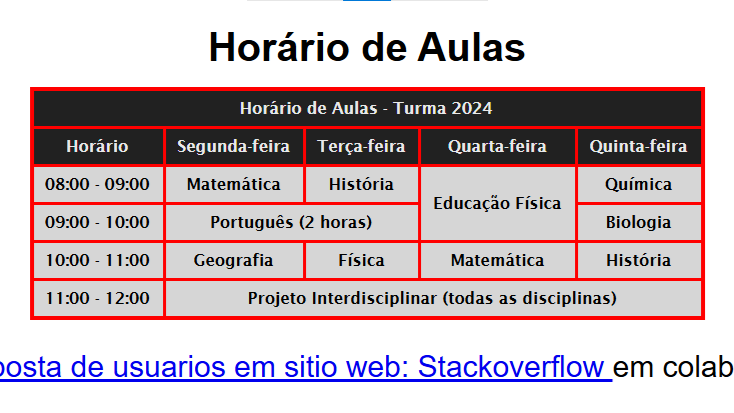 Horário de Aulas
Horário de Aulas - Turma 2024
Horário Segunda-feira Terça-feira Quarta-feira Quinta-feira
08:00 - 09:00 Matemática História Educação Física Química
09:00 - 10:00 Português (2 horas) Biologia
10:00 - 11:00 Geografia Física Matemática História
11:00 - 12:00 Projeto Interdisciplinar (todas as disciplinas)
posta de usuarios em sitio web: Stackoverflow em colab